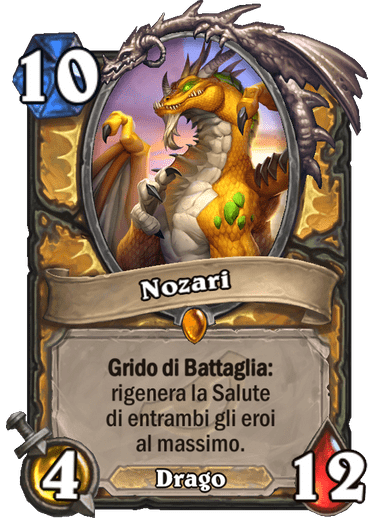 10
Nozari
Grido di Battaglia:
rigenera la Salute
di entrambi gli eroi
al massimo.
4
Drago
12